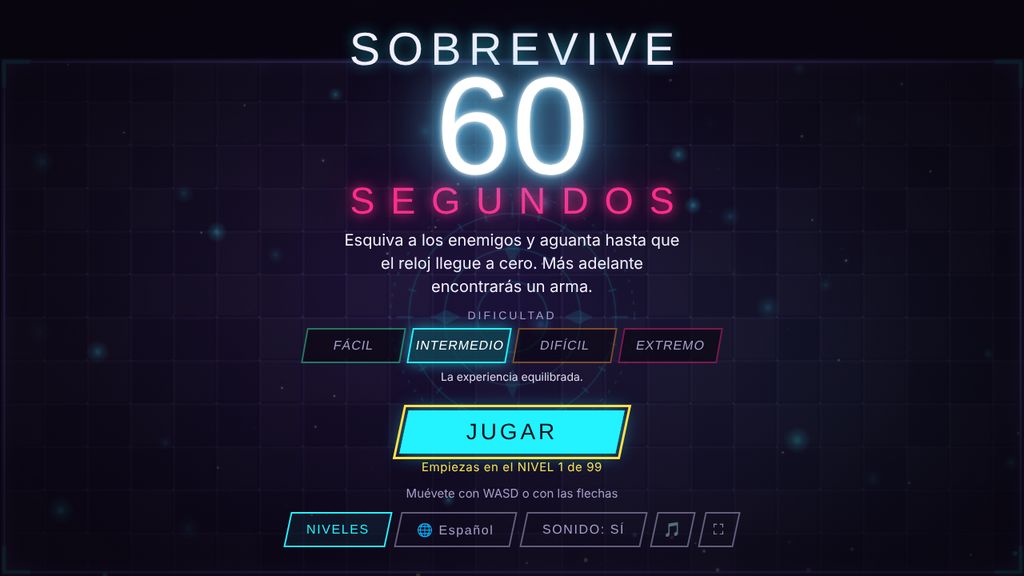 SOBREVIVE
60
SEGUNDOS
Esquiva a los enemigos y aguanta hasta que
el reloj llegue a cero. Más adelante
encontrarás un arma.
DIFICULTAD
FÁCIL INTERMEDIO DIFÍCIL EXTREMO
La experiencia equilibrada.
JUGAR
Empiezas en el NIVEL 1 de 99
Muévete con WASD o con las flechas
NIVELES 🌐 Español SONIDO: SÍ 🎵 ⛶